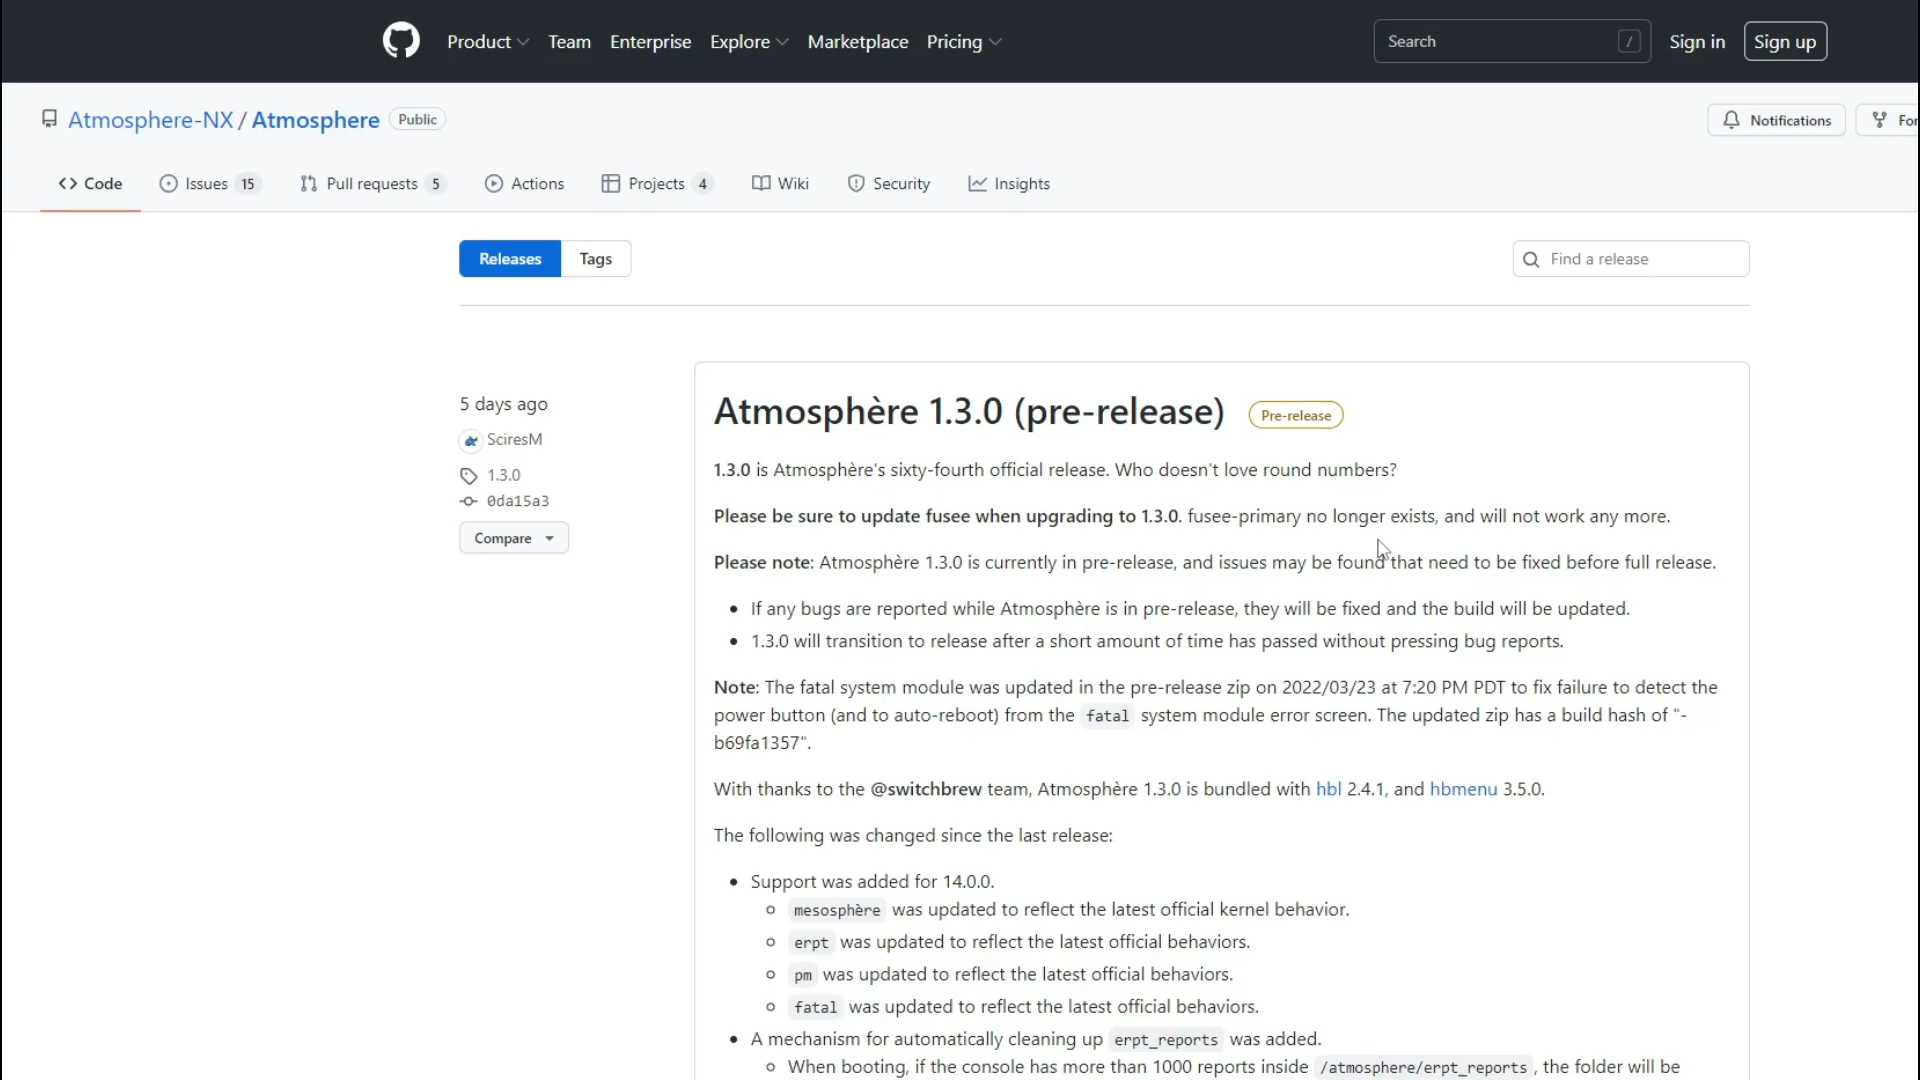 Product Team Enterprise Explore Marketplace Pricing Search / Sign in Sign up
Atmosphere-NX / Atmosphere Public Notifications For
<> Code Issues 15 Pull requests 5 Actions Projects 4 Wiki Security Insights
Releases Tags Find a release
5 days ago
SciresM
1.3.0
0da15a3
Compare
Atmosphère 1.3.0 (pre-release) Pre-release
1.3.0 is Atmosphère's sixty-fourth official release. Who doesn't love round numbers?
Please be sure to update fusee when upgrading to 1.3.0. fusee-primary no longer exists, and will not work any more.
Please note: Atmosphère 1.3.0 is currently in pre-release, and issues may be found that need to be fixed before full release.
• If any bugs are reported while Atmosphère is in pre-release, they will be fixed and the build will be updated.
• 1.3.0 will transition to release after a short amount of time has passed without pressing bug reports.
Note: The fatal system module was updated in the pre-release zip on 2022/03/23 at 7:20 PM PDT to fix failure to detect the
power button (and to auto-reboot) from the fatal system module error screen. The updated zip has a build hash of "-
b69fa1357".
With thanks to the @switchbrew team, Atmosphère 1.3.0 is bundled with hbl 2.4.1, and hbmenu 3.5.0.
The following was changed since the last release:
• Support was added for 14.0.0.
○ mesosphère was updated to reflect the latest official kernel behavior.
○ erpt was updated to reflect the latest official behaviors.
○ pm was updated to reflect the latest official behaviors.
○ fatal was updated to reflect the latest official behaviors.
• A mechanism for automatically cleaning up erpt_reports was added.
○ When booting, if the console has more than 1000 reports inside /atmosphere/erpt_reports , the folder will be